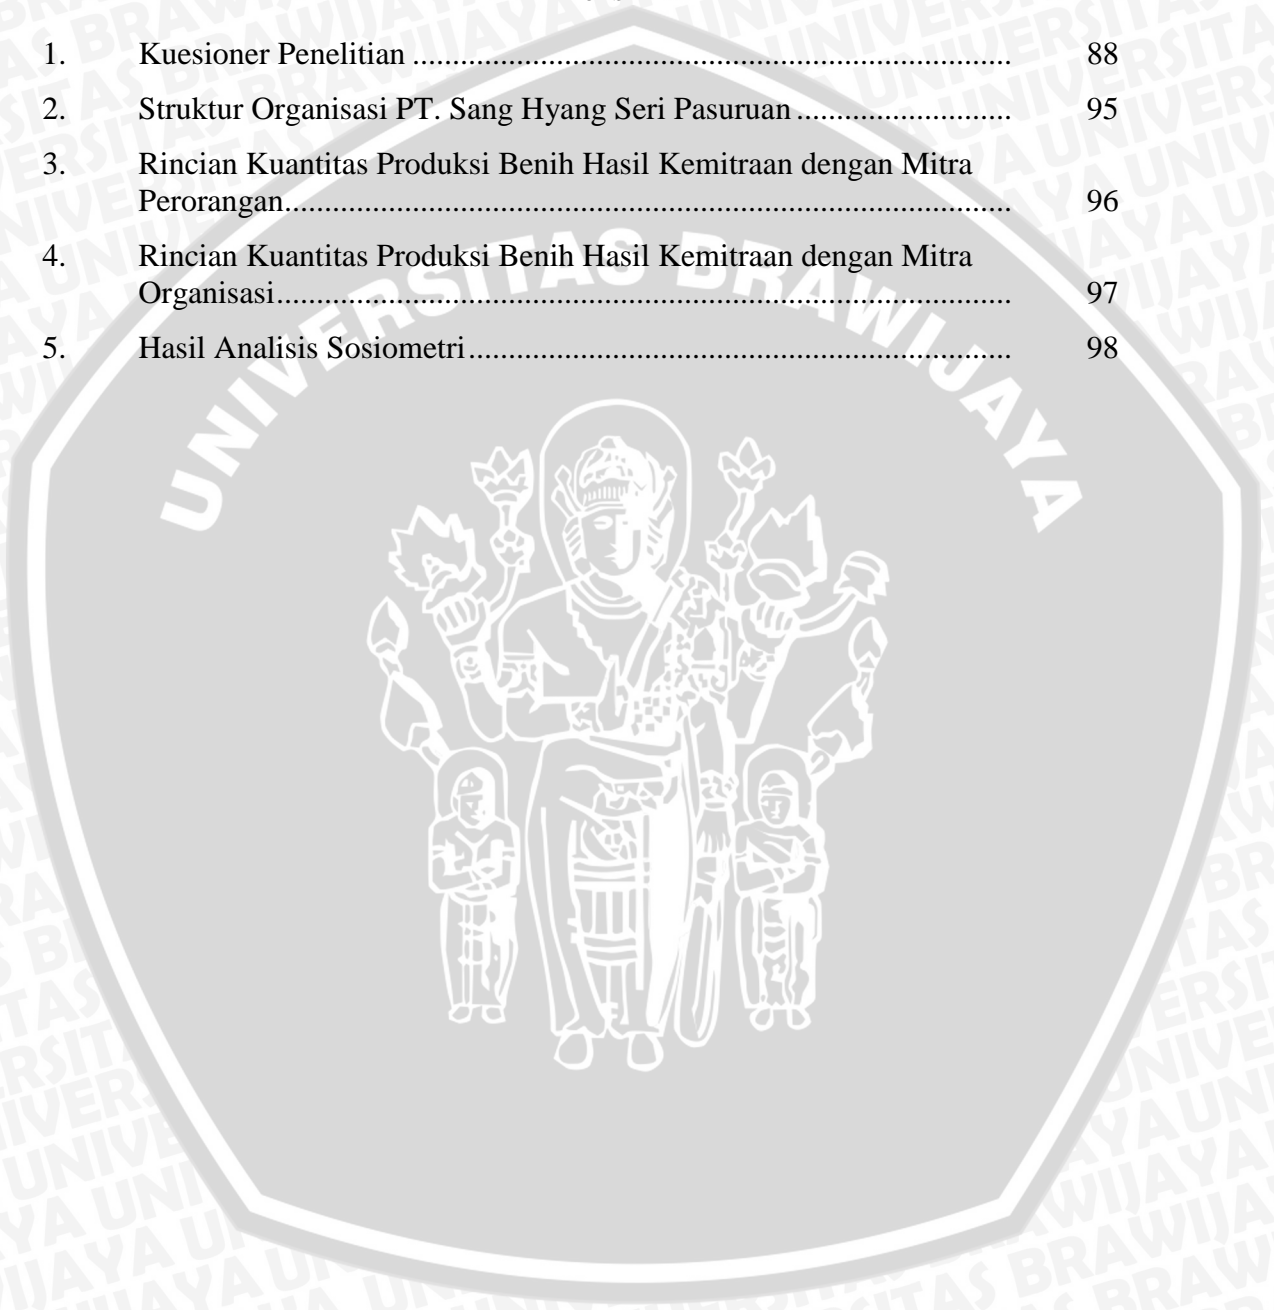 1. Kuesioner Penelitian ........................................................................... 88
2. Struktur Organisasi PT. Sang Hyang Seri Pasuruan ........................... 95
3. Rincian Kuantitas Produksi Benih Hasil Kemitraan dengan Mitra
Perorangan........................................................................................... 96
4. Rincian Kuantitas Produksi Benih Hasil Kemitraan dengan Mitra
Organisasi............................................................................................ 97
5. Hasil Analisis Sosiometri.................................................................... 98
UNIVERSITAS BRAWIJAYA